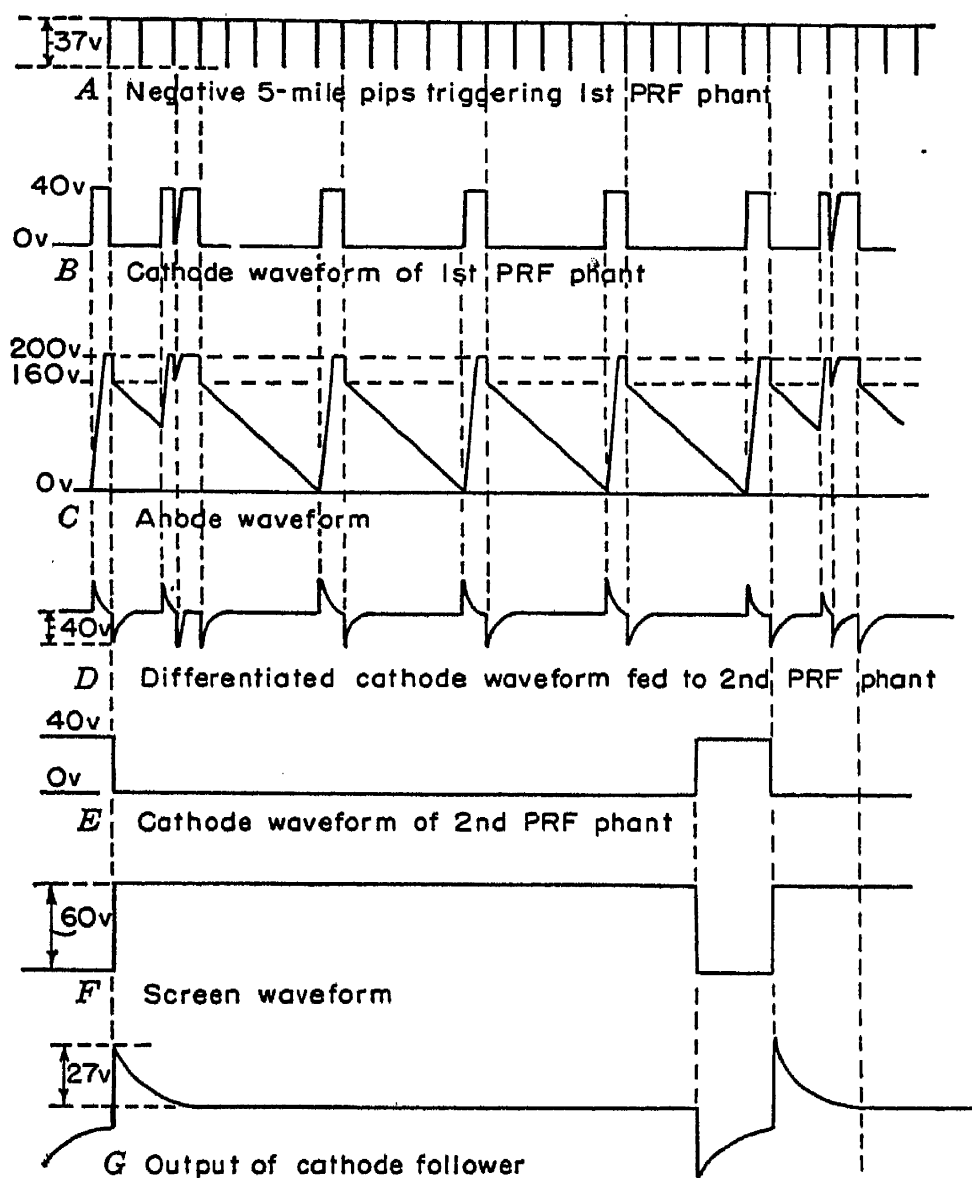 37v
A Negative 5-mile pips triggering 1st PRF phant
40v
0v
B Cathode waveform of 1st PRF phant
200v
160v
0v
C Anode waveform
40v
D Differentiated cathode waveform fed to 2nd PRF phant
40v
0v
E Cathode waveform of 2nd PRF phant
60v
F Screen waveform
27v
G Output of cathode follower